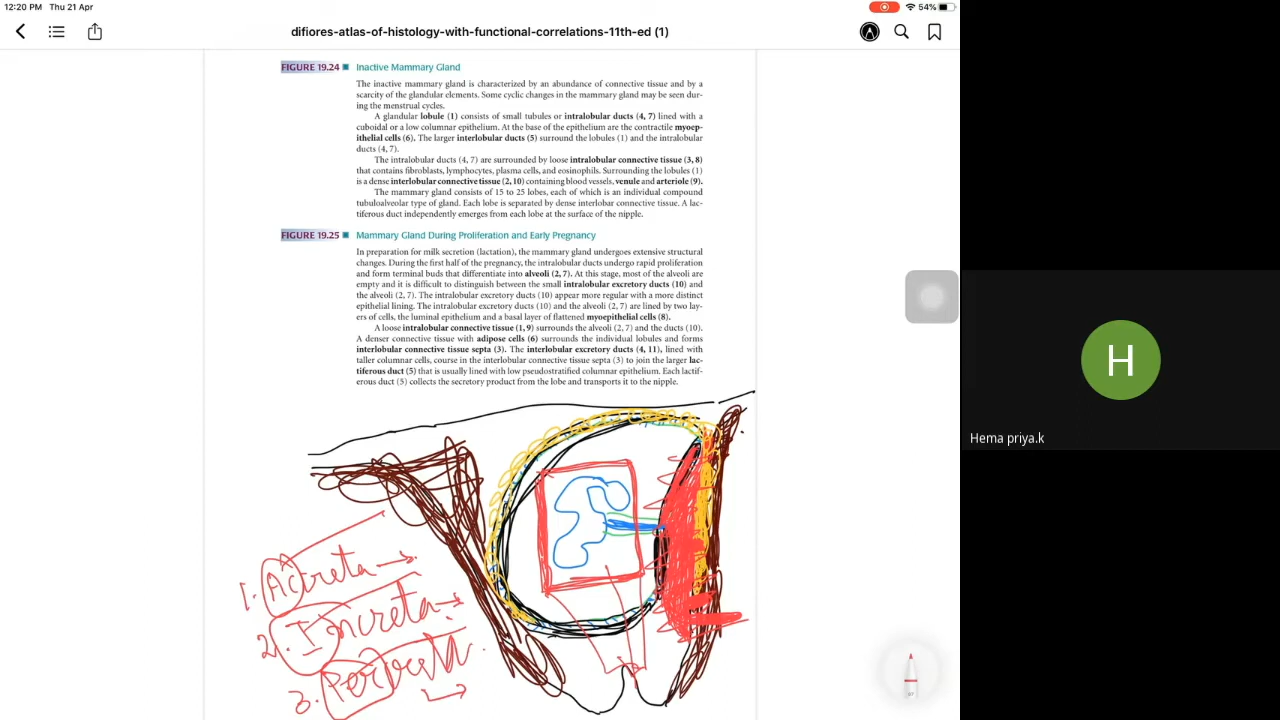 12:20 PM Thu 21 Apr
54%
difiores-atlas-of-histology-with-functional-correlations-11th-ed (1)
FIGURE 19.24 ■ Inactive Mammary Gland
The inactive mammary gland is characterized by an abundance of connective tissue and by a
scarcity of the glandular elements. Some cyclic changes in the mammary gland may be seen dur-
ing the menstrual cycles.
A glandular lobule (1) consists of small tubules or intralobular ducts (4, 7) lined with a
cuboidal or a low columnar epithelium. At the base of the epithelium are the contractile myoep-
ithelial cells (6). The larger interlobular ducts (5) surround the lobules (1) and the intralobular
ducts (4, 7).
The intralobular ducts (4, 7) are surrounded by loose intralobular connective tissue (3, 8)
that contains fibroblasts, lymphocytes, plasma cells, and eosinophils. Surrounding the lobules (1)
is a dense interlobular connective tissue (2, 10) containing blood vessels, venule and arteriole (9).
The mammary gland consists of 15 to 25 lobes, each of which is an individual compound
tubuloalveolar type of gland. Each lobe is separated by dense interlobar connective tissue. A lac-
tiferous duct independently emerges from each lobe at the surface of the nipple.
FIGURE 19.25 ■ Mammary Gland During Proliferation and Early Pregnancy
In preparation for milk secretion (lactation), the mammary gland undergoes extensive structural
changes. During the first half of the pregnancy, the intralobular ducts undergo rapid proliferation
and form terminal buds that differentiate into alveoli (2, 7). At this stage, most of the alveoli are
empty and it is difficult to distinguish between the small intralobular excretory ducts (10) and
the alveoli (2, 7). The intralobular excretory ducts (10) appear more regular with a more distinct
epithelial lining. The intralobular excretory ducts (10) and the alveoli (2, 7) are lined by two lay-
ers of cells, the luminal epithelium and a basal layer of flattened myoepithelial cells (8).
A loose intralobular connective tissue (1, 9) surrounds the alveoli (2, 7) and the ducts (10).
A denser connective tissue with adipose cells (6) surrounds the individual lobules and forms
interlobular connective tissue septa (3). The interlobular excretory ducts (4, 11), lined with
taller columnar cells, course in the interlobular connective tissue septa (3) to join the larger lac-
tiferous duct (5) that is usually lined with low pseudostratified columnar epithelium. Each lactif-
erous duct (5) collects the secretory product from the lobe and transports it to the nipple.
1. Accreta →
2. Increta →
3.
H
Hema priya.k